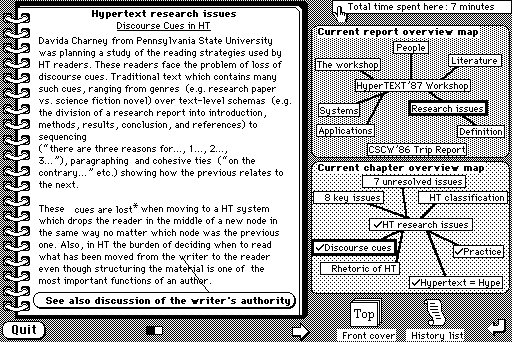 Hypertext research issues
Discourse Cues in HT
Davida Charney from Pennsylvania State University
was planning a study of the reading strategies used by
HT readers. These readers face the problem of loss of
discourse cues. Traditional text which contains many
such cues, ranging from genres (e.g. research paper
vs. science fiction novel) over text-level schemas (e.g.
the division of a research report into introduction,
methods, results, conclusion, and references) to
sequencing
("there are three reasons for..., 1..., 2...,
3..."), paragraphing and cohesive ties ("on the
contrary..." etc.) showing how the previous relates to
the next.
These cues are lost* when moving to a HT system
which drops the reader in the middle of a new node in
the same way no matter which node was the previous
one. Also, in HT the burden of deciding when to read
what has been moved from the writer to the reader
even though structuring the material is one of the
most important functions of an author.
See also discussion of the writer's authority
Quit
Total time spent here: 7 minutes
Current report overview map
People
The workshop
Literature
HyperTEXT'87 Workshop
Systems
Research issues
Applications
Definition
CSCW'86 Trip Report
Current chapter overview map
7 unresolved issues
8 key issues
HT classification
✓HT research issues
✓Discourse cues
✓Practice
Rhetoric of HT
✓Hypertext = Hype
Top
Front cover
History list